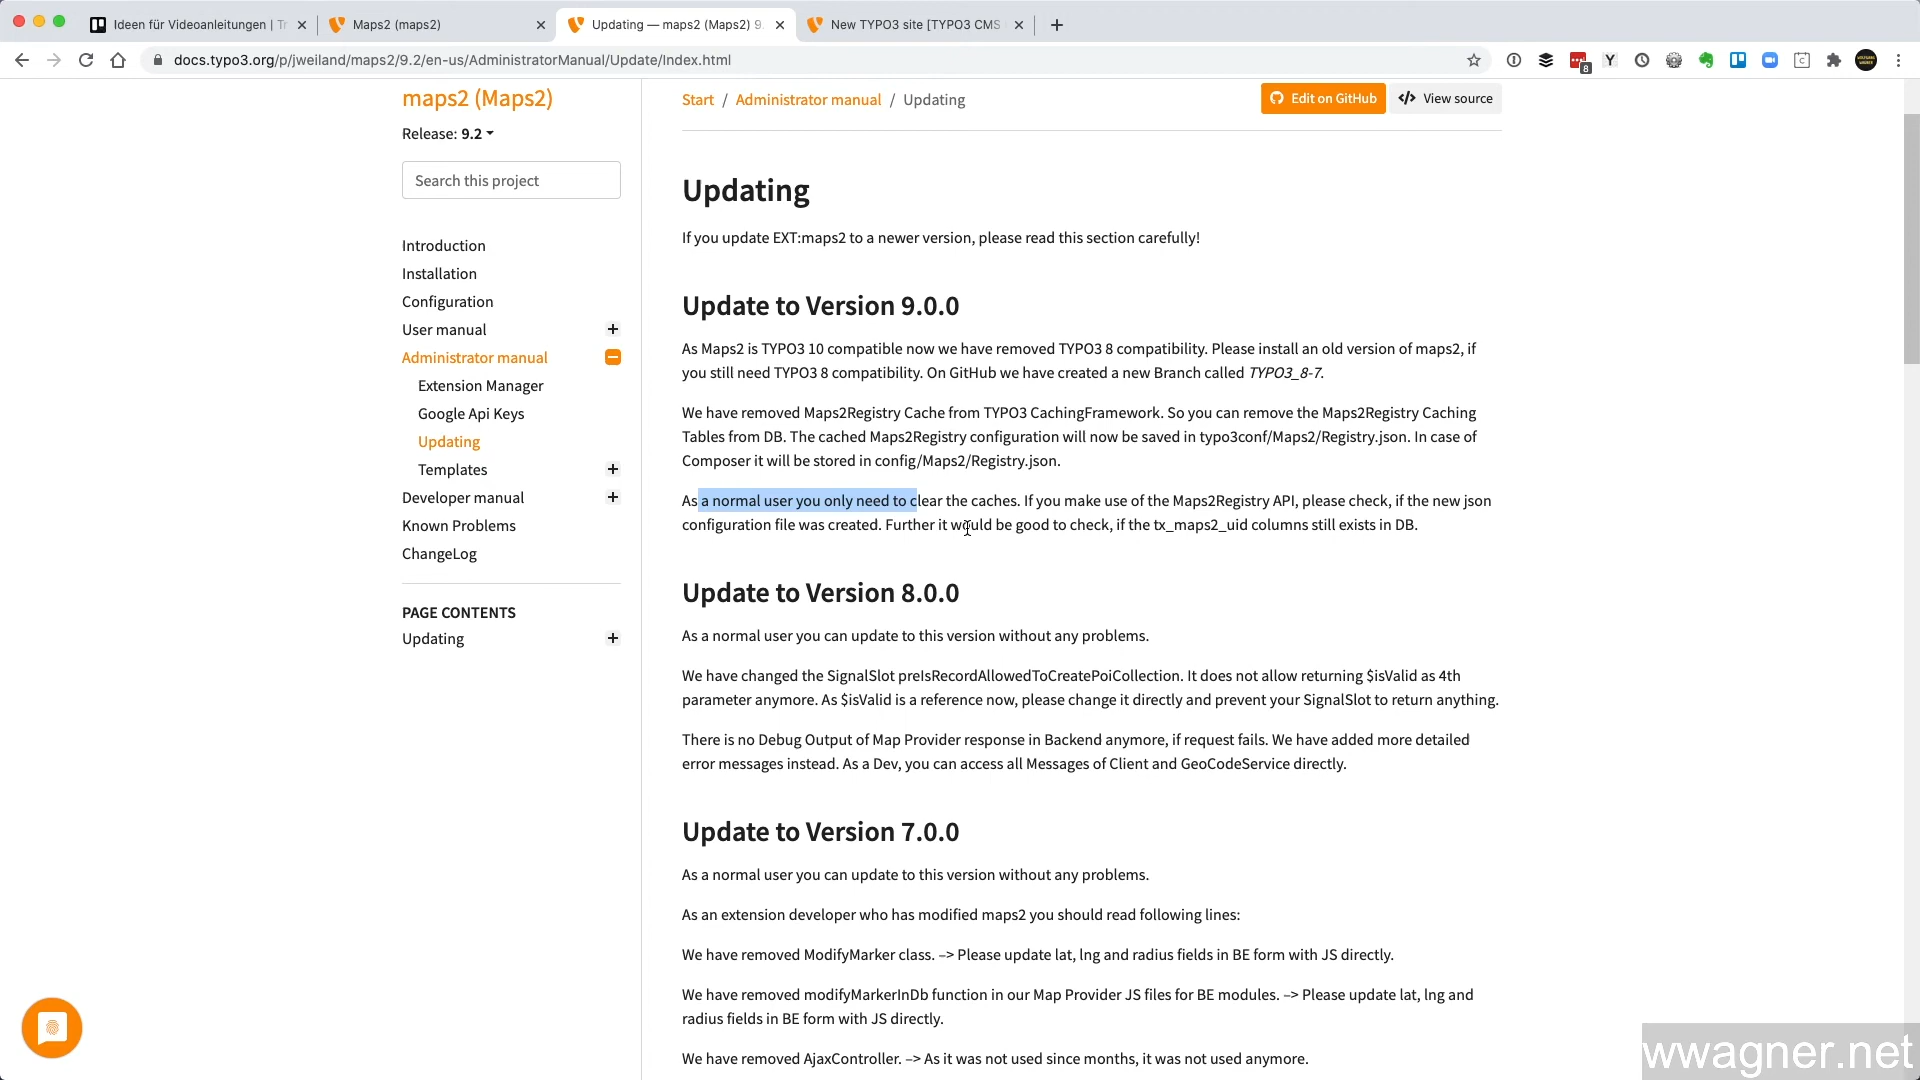 Ideen für Videoanleitungen | Tr
Maps2 (maps2)
Updating — maps2 (Maps2) 9.
New TYPO3 site [TYPO3 CMS
docs.typo3.org/p/jweiland/maps2/9.2/en-us/AdministratorManual/Update/Index.html
8
Y
C
maps2 (Maps2)
Release: 9.2
Search this project
Introduction
Installation
Configuration
User manual
Administrator manual
Extension Manager
Google Api Keys
Updating
Templates
Developer manual
Known Problems
ChangeLog
PAGE CONTENTS
Updating
Start / Administrator manual / Updating
Edit on GitHub
View source
Updating
If you update EXT:maps2 to a newer version, please read this section carefully!
Update to Version 9.0.0
As Maps2 is TYPO3 10 compatible now we have removed TYPO3 8 compatibility. Please install an old version of maps2, if
you still need TYPO3 8 compatibility. On GitHub we have created a new Branch called TYPO3_8-7.
We have removed Maps2Registry Cache from TYPO3 CachingFramework. So you can remove the Maps2Registry Caching
Tables from DB. The cached Maps2Registry configuration will now be saved in typo3conf/Maps2/Registry.json. In case of
Composer it will be stored in config/Maps2/Registry.json.
As a normal user you only need to clear the caches. If you make use of the Maps2Registry API, please check, if the new json
configuration file was created. Further it would be good to check, if the tx_maps2_uid columns still exists in DB.
Update to Version 8.0.0
As a normal user you can update to this version without any problems.
We have changed the SignalSlot preIsRecordAllowedToCreatePoiCollection. It does not allow returning $isValid as 4th
parameter anymore. As $isValid is a reference now, please change it directly and prevent your SignalSlot to return anything.
There is no Debug Output of Map Provider response in Backend anymore, if request fails. We have added more detailed
error messages instead. As a Dev, you can access all Messages of Client and GeoCodeService directly.
Update to Version 7.0.0
As a normal user you can update to this version without any problems.
As an extension developer who has modified maps2 you should read following lines:
We have removed ModifyMarker class. –> Please update lat, lng and radius fields in BE form with JS directly.
We have removed modifyMarkerInDb function in our Map Provider JS files for BE modules. –> Please update lat, lng and
radius fields in BE form with JS directly.
We have removed AjaxController. –> As it was not used since months, it was not used anymore.
wwagner.net